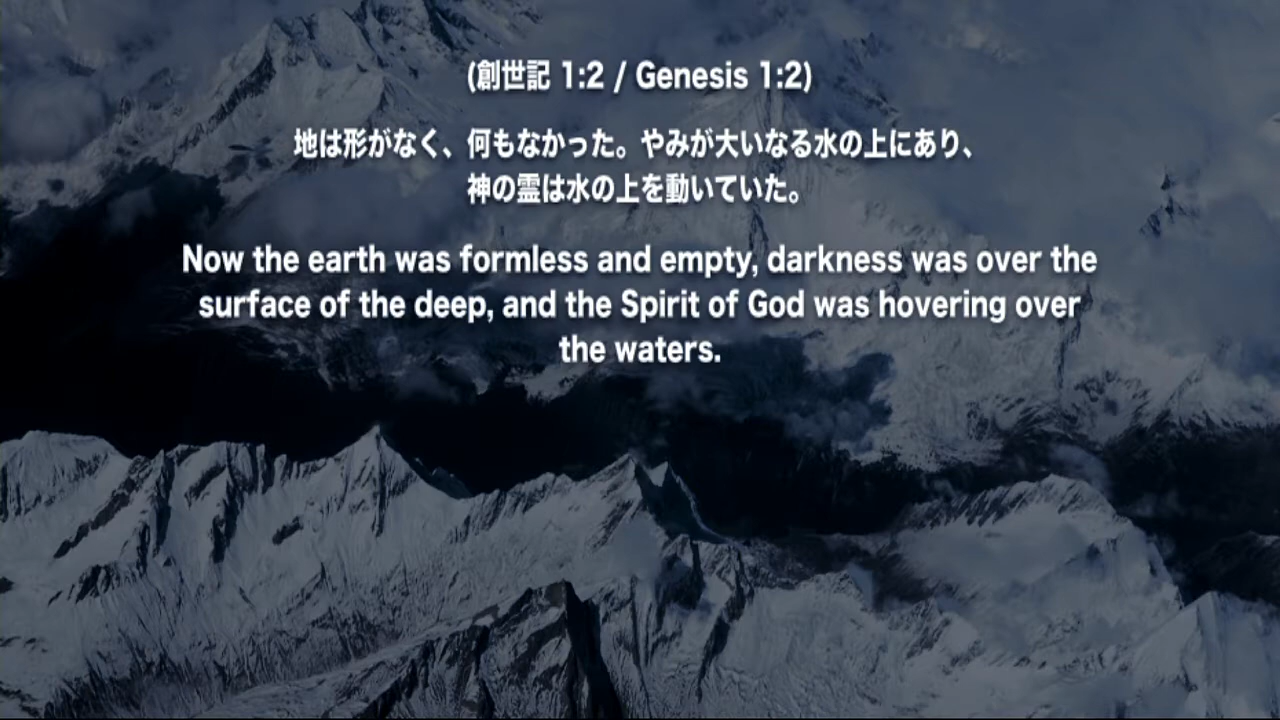 (創世記 1:2 / Genesis 1:2)
地は形がなく、何もなかった。やみが大いなる水の上にあり、
神の霊は水の上を動いていた。
Now the earth was formless and empty, darkness was over the
surface of the deep, and the Spirit of God was hovering over
the waters.